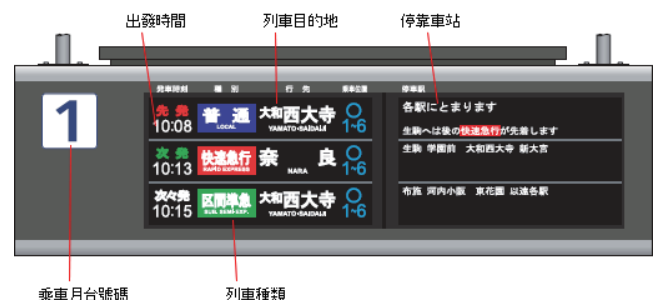 出發時間 列車目的地 停靠車站
発車時刻 種別 行先 乗車位置 停車駅
1
先発 普通 大和西大寺 ○ 各駅にとまります
10:08 LOCAL YAMATO-SAIDAIJI 1~6 生駒へは後の快速急行が先着します
次発 快速急行 奈良 ○ 生駒 学園前 大和西大寺 新大宮
10:13 RAPID EXPRESS NARA 1~6
次々発 区間準急 大和西大寺 ○ 布施 河内小阪 東花園 以遠各駅
10:15 SUB. SEMI-EXP. YAMATO-SAIDAIJI 1~6
乘車月台號碼 列車種類